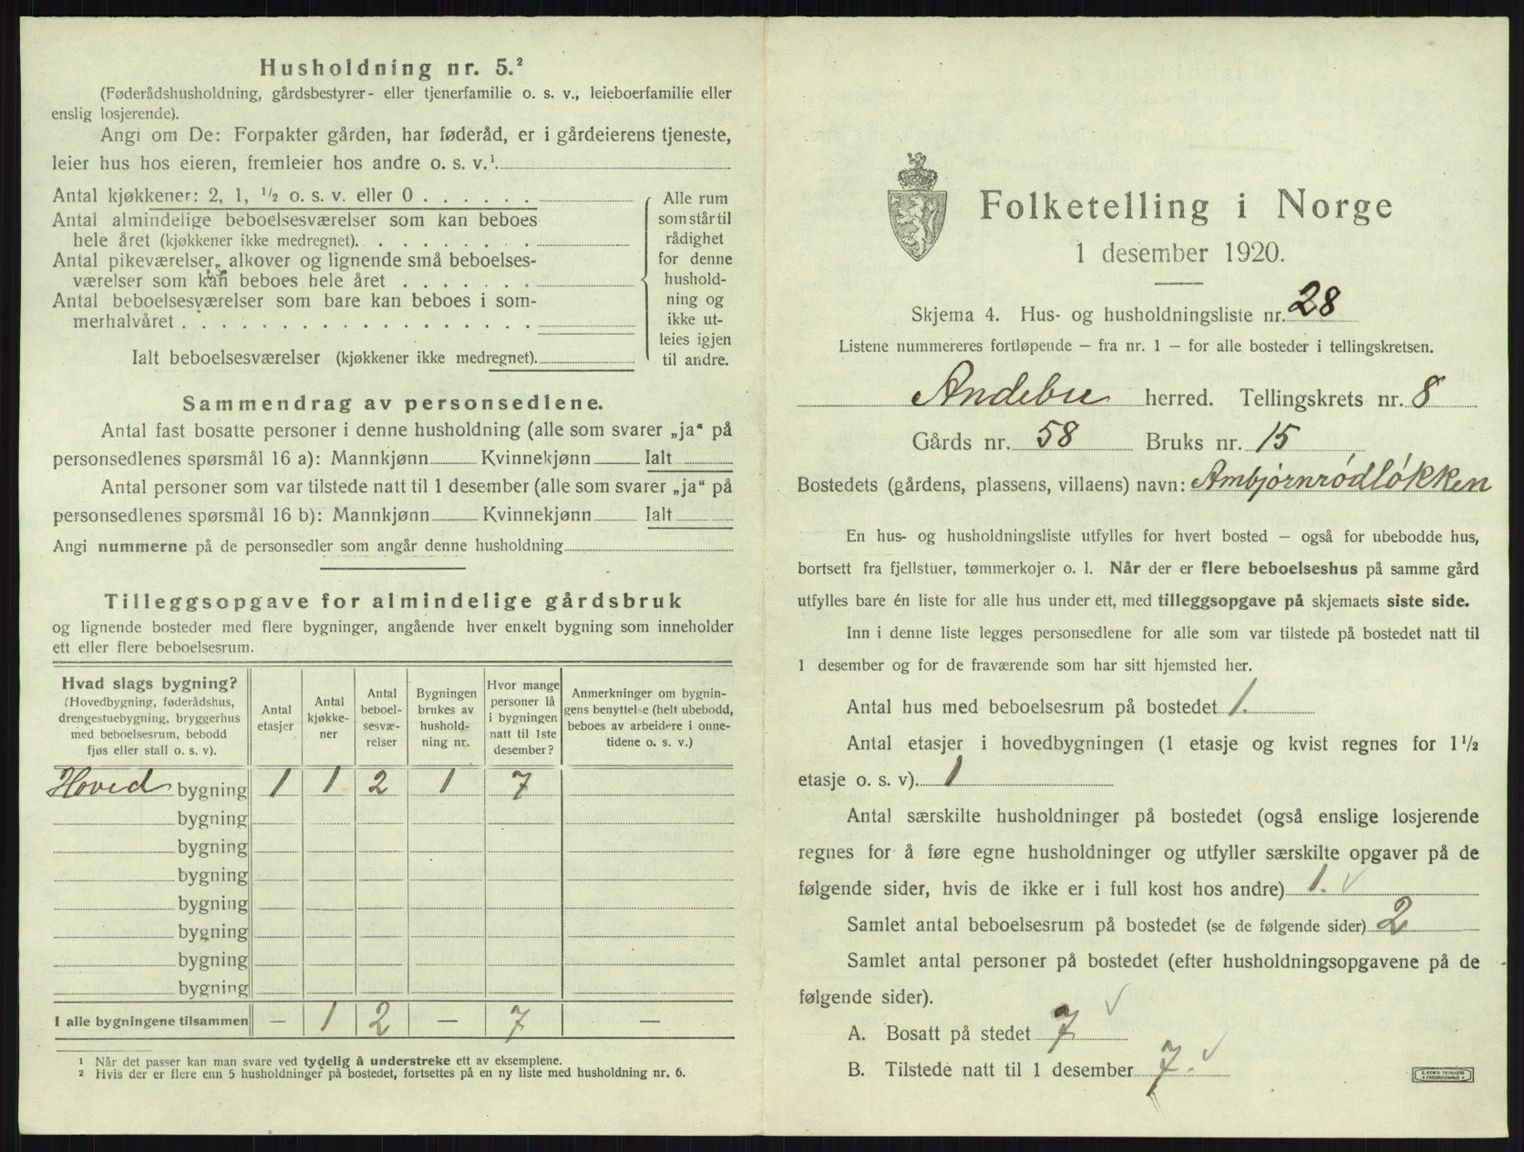 Husholdning nr. 5.²
(Føderådshusholdning, gårdsbestyrer- eller tjenerfamilie o. s. v., leieboerfamilie eller
enslig losjerende).
Angi om De: Forpakter gården, har føderåd, er i gårdeierens tjeneste,
leier hus hos eieren, fremleier hos andre o. s. v.¹.
Antal kjøkkener: 2, 1, ½ o. s. v. eller 0 . . . . . .
Antal almindelige beboelsesværelser som kan beboes
hele året (kjøkkener ikke medregnet). . . . . . . . .
Antal pikeværelser, alkover og lignende små beboelses-
værelser som kan beboes hele året . . . . . . .
Antal beboelsesværelser som bare kan beboes i som-
merhalvåret . . . . . . . . . . . . . . . . . .
Ialt beboelsesværelser (kjøkkener ikke medregnet).
Alle rum
som står til
rådighet
for denne
hushold-
ning og
ikke ut-
leies igjen
til andre.
Sammendrag av personsedlene.
Antal fast bosatte personer i denne husholdning (alle som svarer „ja“ på
personsedlenes spørsmål 16 a): Mannkjønn Kvinnekjønn Ialt
Antal personer som var tilstede natt til 1 desember (alle som svarer „ja“ på
personsedlenes spørsmål 16 b): Mannkjønn Kvinnekjønn Ialt
Angi nummerne på de personsedler som angår denne husholdning
Tilleggsopgave for almindelige gårdsbruk
og lignende bosteder med flere bygninger, angående hver enkelt bygning som inneholder
ett eller flere beboelsesrum.
Hvad slags bygning?
(Hovedbygning, føderådshus,
drengestuebygning, bryggerhus
med beboelsesrum, bebodd
fjøs eller stall o. s. v).
Antal
etasjer
Antal
kjøkke-
ner
Antal
beboel-
sesvæ-
relser
Bygningen
brukes av
hushold-
ning nr.
Hvor mange
personer lå
i bygningen
natt til 1ste
desember?
Anmerkninger om bygnin-
gens benyttelse (helt ubebodd,
beboes av arbeidere i onne-
tidene o. s. v.)
Hoved bygning 1 1 2 1 7
bygning
bygning
bygning
bygning
bygning
bygning
bygning
I alle bygningene tilsammen — 1 2 — 7 —
¹ Når det passer kan man svare ved tydelig å understreke ett av eksemplene.
² Hvis der er flere enn 5 husholdninger på bostedet, fortsettes på en ny liste med husholdning nr. 6.
Folketelling i Norge
1 desember 1920.
Skjema 4. Hus- og husholdningsliste nr. 28
Listene nummereres fortløpende — fra nr. 1 — for alle bosteder i tellingskretsen.
Andebu herred. Tellingskrets nr. 8
Gårds nr. 58 Bruks nr. 15
Bostedets (gårdens, plassens, villaens) navn: Ambjørnrødløkken
En hus- og husholdningsliste utfylles for hvert bosted — også for ubebodde hus,
bortsett fra fjellstuer, tømmerkojer o. l. Når der er flere beboelseshus på samme gård
utfylles bare én liste for alle hus under ett, med tilleggsopgave på skjemaets siste side.
Inn i denne liste legges personsedlene for alle som var tilstede på bostedet natt til
1 desember og for de fraværende som har sitt hjemsted her.
Antal hus med beboelsesrum på bostedet 1.
Antal etasjer i hovedbygningen (1 etasje og kvist regnes for 1½
etasje o. s. v). 1
Antal særskilte husholdninger på bostedet (også enslige losjerende
regnes for å føre egne husholdninger og utfyller særskilte opgaver på de
følgende sider, hvis de ikke er i full kost hos andre) 1. ✓
Samlet antal beboelsesrum på bostedet (se de følgende sider) 2
Samlet antal personer på bostedet (efter husholdningsopgavene på de
følgende sider).
A. Bosatt på stedet 7 ✓
B. Tilstede natt til 1 desember 7. ✓